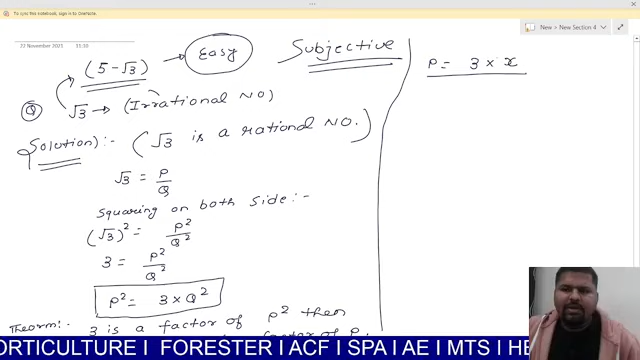 To sync this notebook, sign in to OneNote.
New > New Section 4
22 November 2021 11:10
(5-√3) → Easy
Subjective
Q √3 → (Irrational NO)
Solution:- (√3 is a rational NO.)
√3 = P/Q
Squaring on both side:-
(√3)² = P²/Q²
3 = P²/Q²
P² = 3 × Q²
Theorm:- 3 is a factor of P² then
factor of P.
P = 3 × x
ORTICULTURE I FORESTER I ACF I SPA I AE I MTS I HE